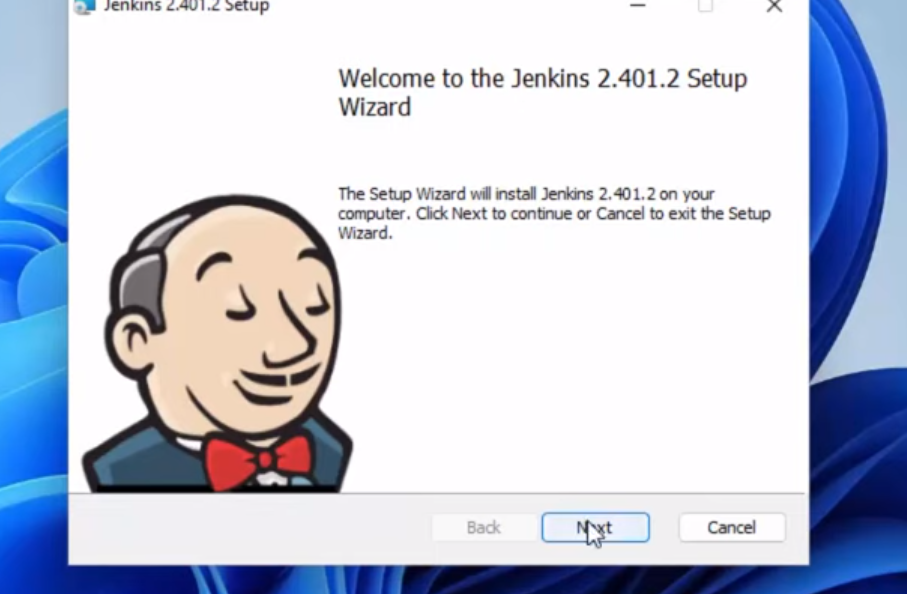 Jenkins 2.401.2 Setup
Welcome to the Jenkins 2.401.2 Setup
Wizard
The Setup Wizard will install Jenkins 2.401.2 on your
computer. Click Next to continue or Cancel to exit the Setup
Wizard.
Back
Next
Cancel